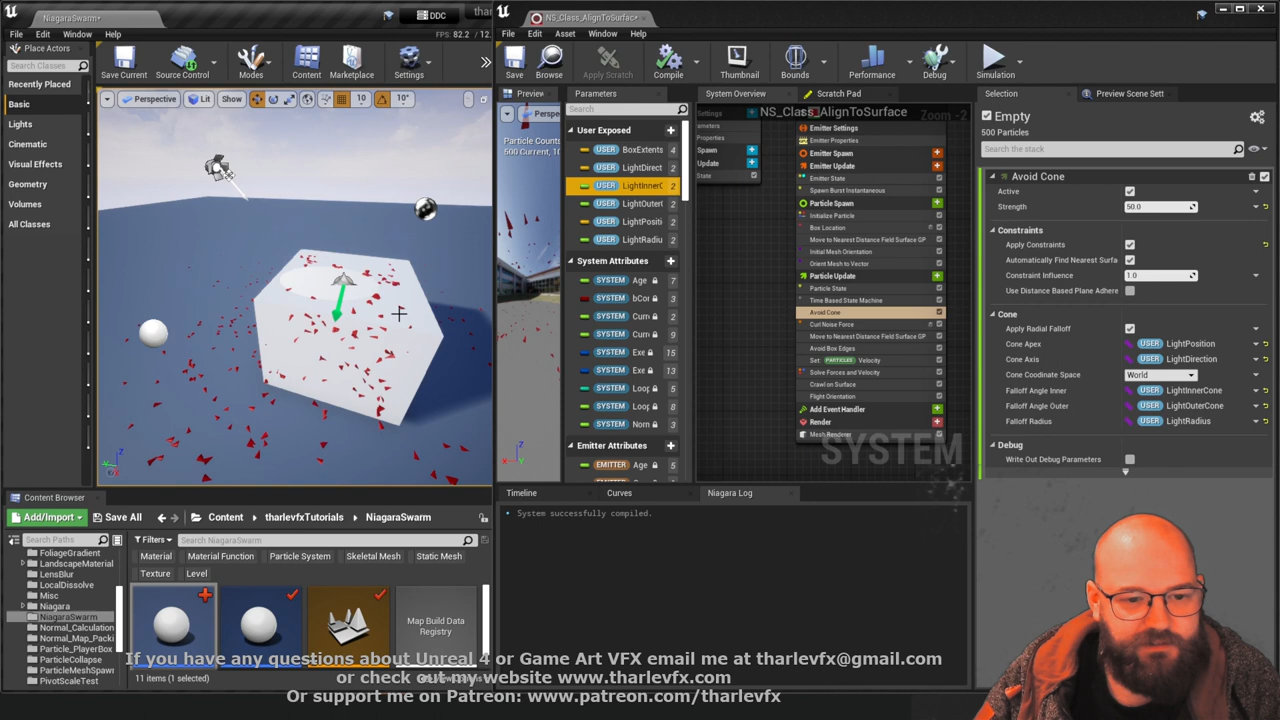 NiagaraSwarm•
DDC
File Edit Window Help
FPS: 82.2 / 12.
Place Actors
Save Current
Source Control
Modes
Content
Marketplace
Settings
Search Classes
Recently Placed
Basic
Lights
Cinematic
Visual Effects
Geometry
Volumes
All Classes
Perspective
Lit
Show
10
10°
Content Browser
Add/Import
Save All
Content
tharlevfxTutorials
NiagaraSwarm
Search Paths
FoliageGradient
LandscapeMaterial
LensBlur
LocalDissolve
Misc
Niagara
NiagaraSwarm
Normal_Calculation
Normal_Map_Packi
Particle_PlayerBox
ParticleCollapse
ParticleMeshSpawn
PivotScaleTest
Filters
Search NiagaraSwarm
Material
Material Function
Particle System
Skeletal Mesh
Static Mesh
Texture
Level
Map Build Data
Registry
11 items (1 selected)
NS_Class_AlignToSurfac•
File Edit Asset Window Help
Save
Browse
Apply Scratch
Compile
Thumbnail
Bounds
Performance
Debug
Simulation
Preview
Perspe
Particle Counts
500 Current, 10
Parameters
Search
User Exposed
USER BoxExtents 4
USER LightDirect 2
USER LightInnerC 2
USER LightOuterC 2
USER LightPositi 2
USER LightRadiu 2
System Attributes
SYSTEM Age 7
SYSTEM bCor 3
SYSTEM Curr 2
SYSTEM Curr 9
SYSTEM Exe 15
SYSTEM Exe 13
SYSTEM Loop 5
SYSTEM Loop 8
SYSTEM Norn 3
Emitter Attributes
EMITTER Age 5
System Overview
Scratch Pad
NS_Class_AlignToSurface
Zoom -2
Settings
Properties
Spawn
Update
State
Emitter Settings
Emitter Properties
Emitter Spawn
Emitter Update
Emitter State
Spawn Burst Instantaneous
Particle Spawn
Initialize Particle
Box Location
Move to Nearest Distance Field Surface GP
Initial Mesh Orientation
Orient Mesh to Vector
Particle Update
Particle State
Time Based State Machine
Avoid Cone
Curl Noise Force
Move to Nearest Distance Field Surface GP
Avoid Box Edges
Set: PARTICLES Velocity
Solve Forces and Velocity
Crawl on Surface
Flight Orientation
Add Event Handler
Render
Mesh Renderer
SYSTEM
Timeline
Curves
Niagara Log
System successfully compiled.
Selection
Preview Scene Sett
Empty
500 Particles
Search the stack
Avoid Cone
Active
Strength 50.0
Constraints
Apply Constraints
Automatically Find Nearest Surfa
Constraint Influence 1.0
Use Distance Based Plane Adhere
Cone
Apply Radial Falloff
Cone Apex USER LightPosition
Cone Axis USER LightDirection
Cone Coodinate Space World
Falloff Angle Inner USER LightInnerCone
Falloff Angle Outer USER LightOuterCone
Falloff Radius USER LightRadius
Debug
Write Out Debug Parameters
If you have any questions about Unreal 4 or Game Art VFX email me at tharlevfx@gmail.com
or check out my website www.tharlevfx.com
Or support me on Patreon: www.patreon.com/tharlevfx